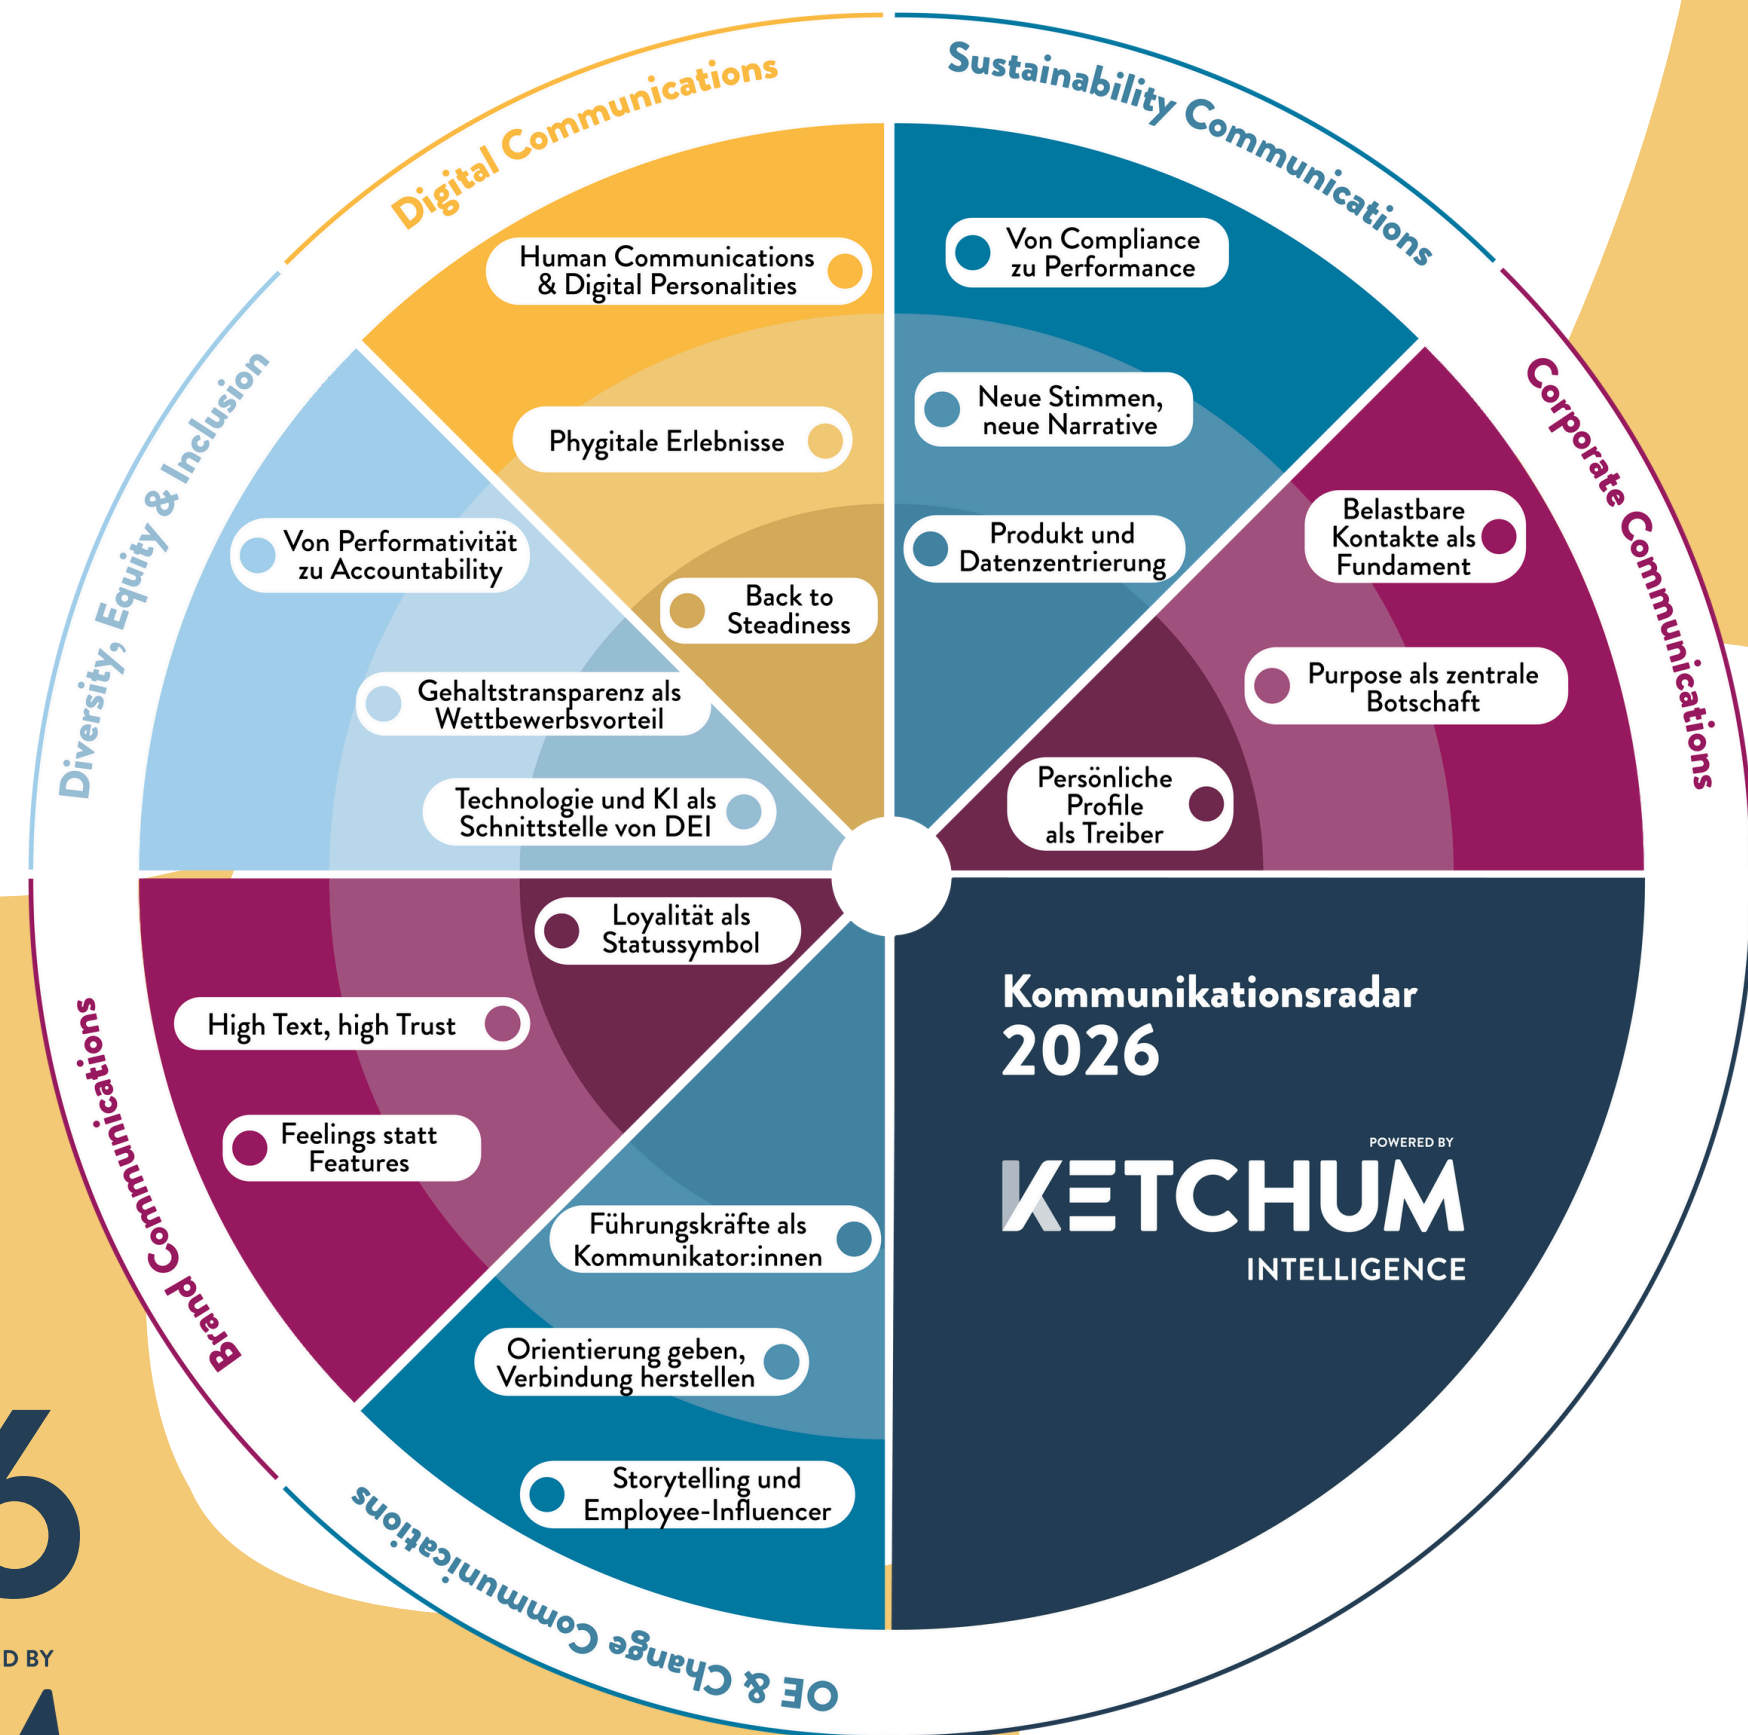 Digital Communications
Human Communications
& Digital Personalities
Phygitale Erlebnisse
Back to
Steadiness
Sustainability Communications
Von Compliance
zu Performance
Neue Stimmen,
neue Narrative
Produkt und
Datenzentrierung
Corporate Communications
Belastbare
Kontakte als
Fundament
Purpose als zentrale
Botschaft
Persönliche
Profile
als Treiber
Diversity, Equity & Inclusion
Von Performativität
zu Accountability
Gehaltstransparenz als
Wettbewerbsvorteil
Technologie und KI als
Schnittstelle von DEI
Brand Communications
Loyalität als
Statussymbol
High Text, high Trust
Feelings statt
Features
OE & Change Communications
Führungskräfte als
Kommunikator:innen
Orientierung geben,
Verbindung herstellen
Storytelling und
Employee-Influencer
Kommunikationsradar
2026
POWERED BY
KETCHUM
INTELLIGENCE
6
D BY